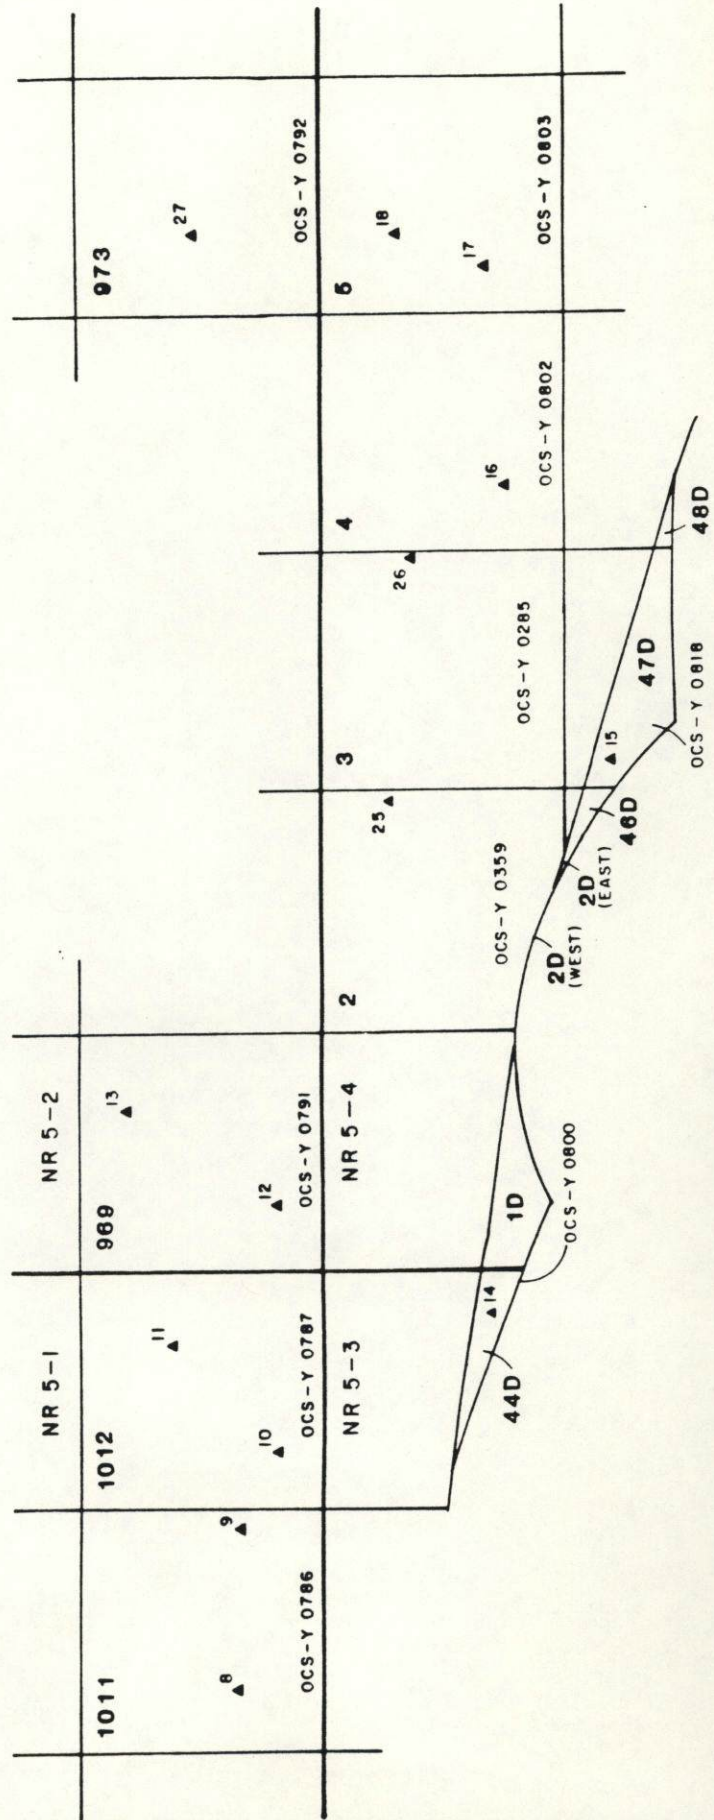 NR 5-1
NR 5-2
1011
1012
969
973
13
11
27
8
9
10
12
OCS-Y 0786
OCS-Y 0787
OCS-Y 0791
OCS-Y 0792
NR 5-3
NR 5-4
2
3
4
5
25
26
18
17
16
14
44D
1D
OCS-Y 0800
OCS-Y 0359
OCS-Y 0285
OCS-Y 0802
OCS-Y 0803
2D
(WEST)
2D
(EAST)
46D
15
47D
48D
OCS-Y 0818